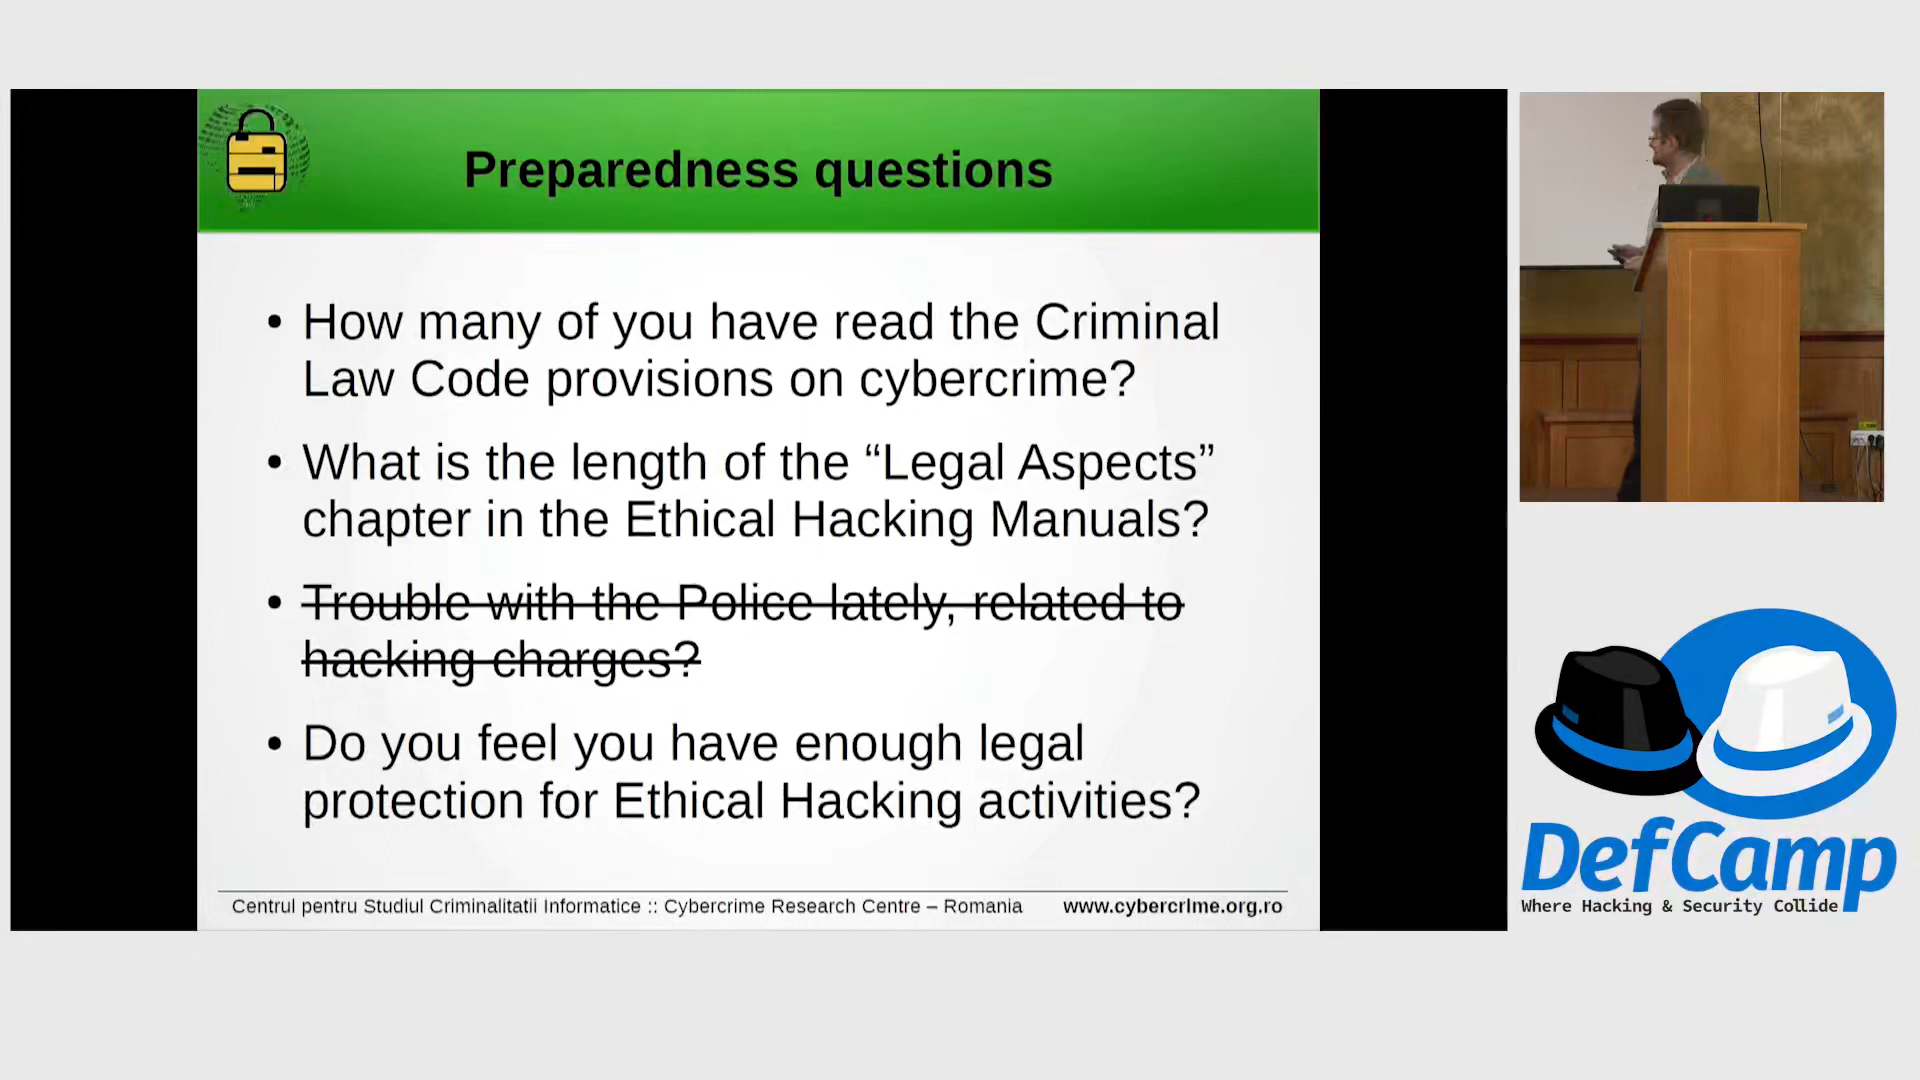 Preparedness questions
• How many of you have read the Criminal
Law Code provisions on cybercrime?
• What is the length of the “Legal Aspects”
chapter in the Ethical Hacking Manuals?
• Trouble with the Police lately, related to
hacking charges?
• Do you feel you have enough legal
protection for Ethical Hacking activities?
Centrul pentru Studiul Criminalitatii Informatice :: Cybercrime Research Centre – Romania www.cybercrime.org.ro
DefCamp
Where Hacking & Security Collide